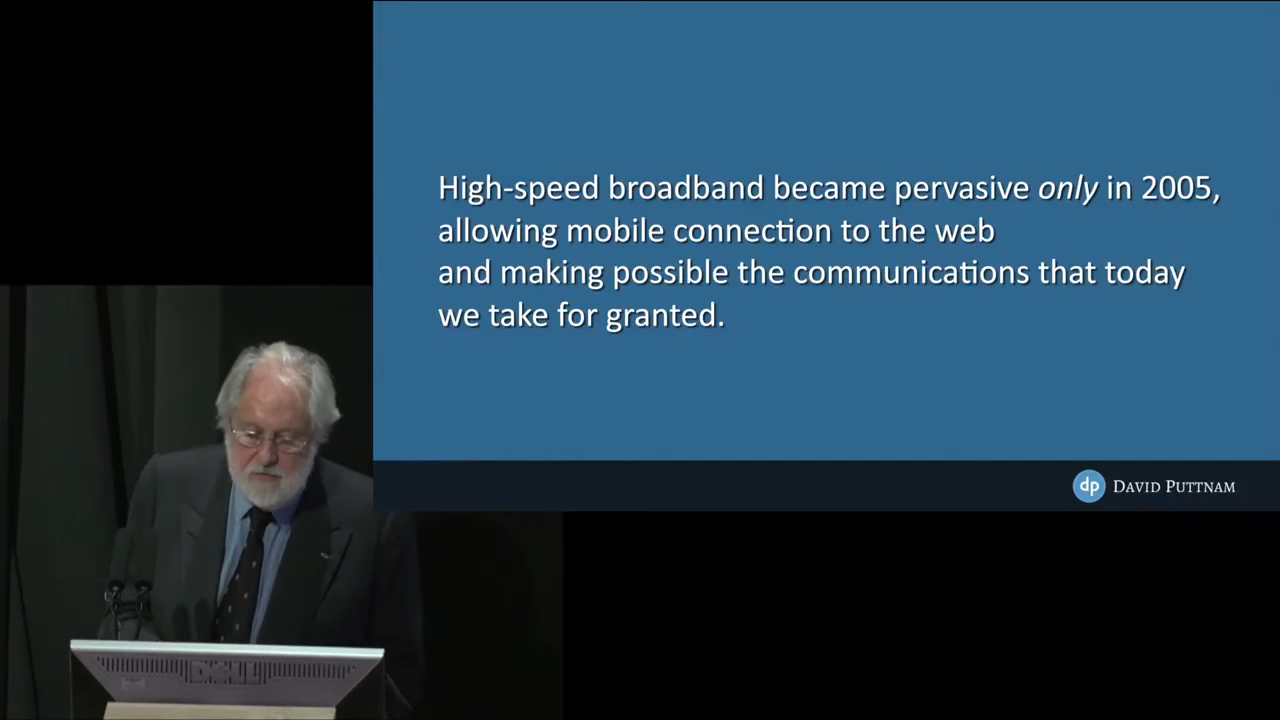 High-speed broadband became pervasive only in 2005,
allowing mobile connection to the web
and making possible the communications that today
we take for granted.
dp DAVID PUTTNAM
DELL